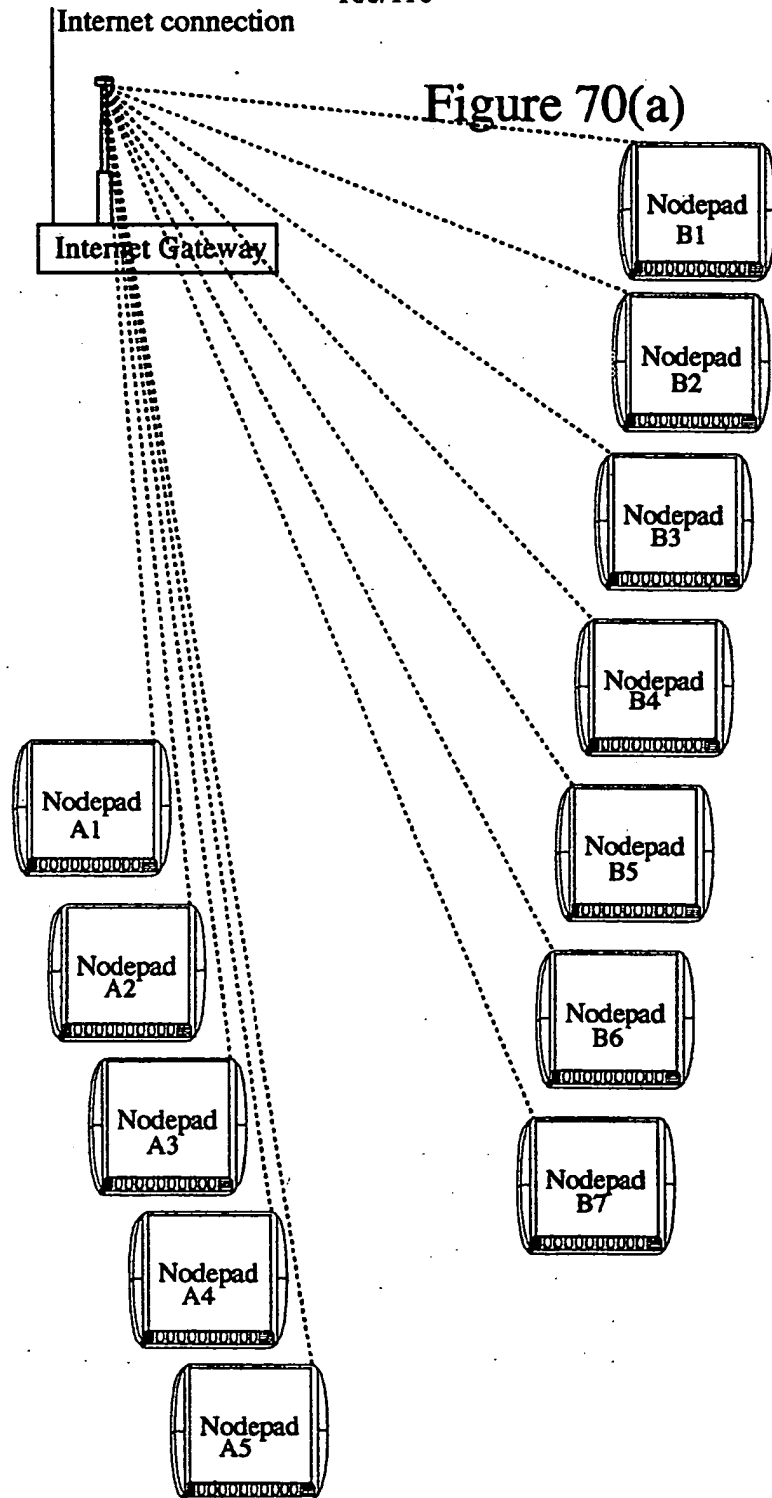 Internet connection
Figure 70(a)
Internet Gateway
Nodepad
B1
Nodepad
B2
Nodepad
B3
Nodepad
B4
Nodepad
B5
Nodepad
B6
Nodepad
B7
Nodepad
A1
Nodepad
A2
Nodepad
A3
Nodepad
A4
Nodepad
A5